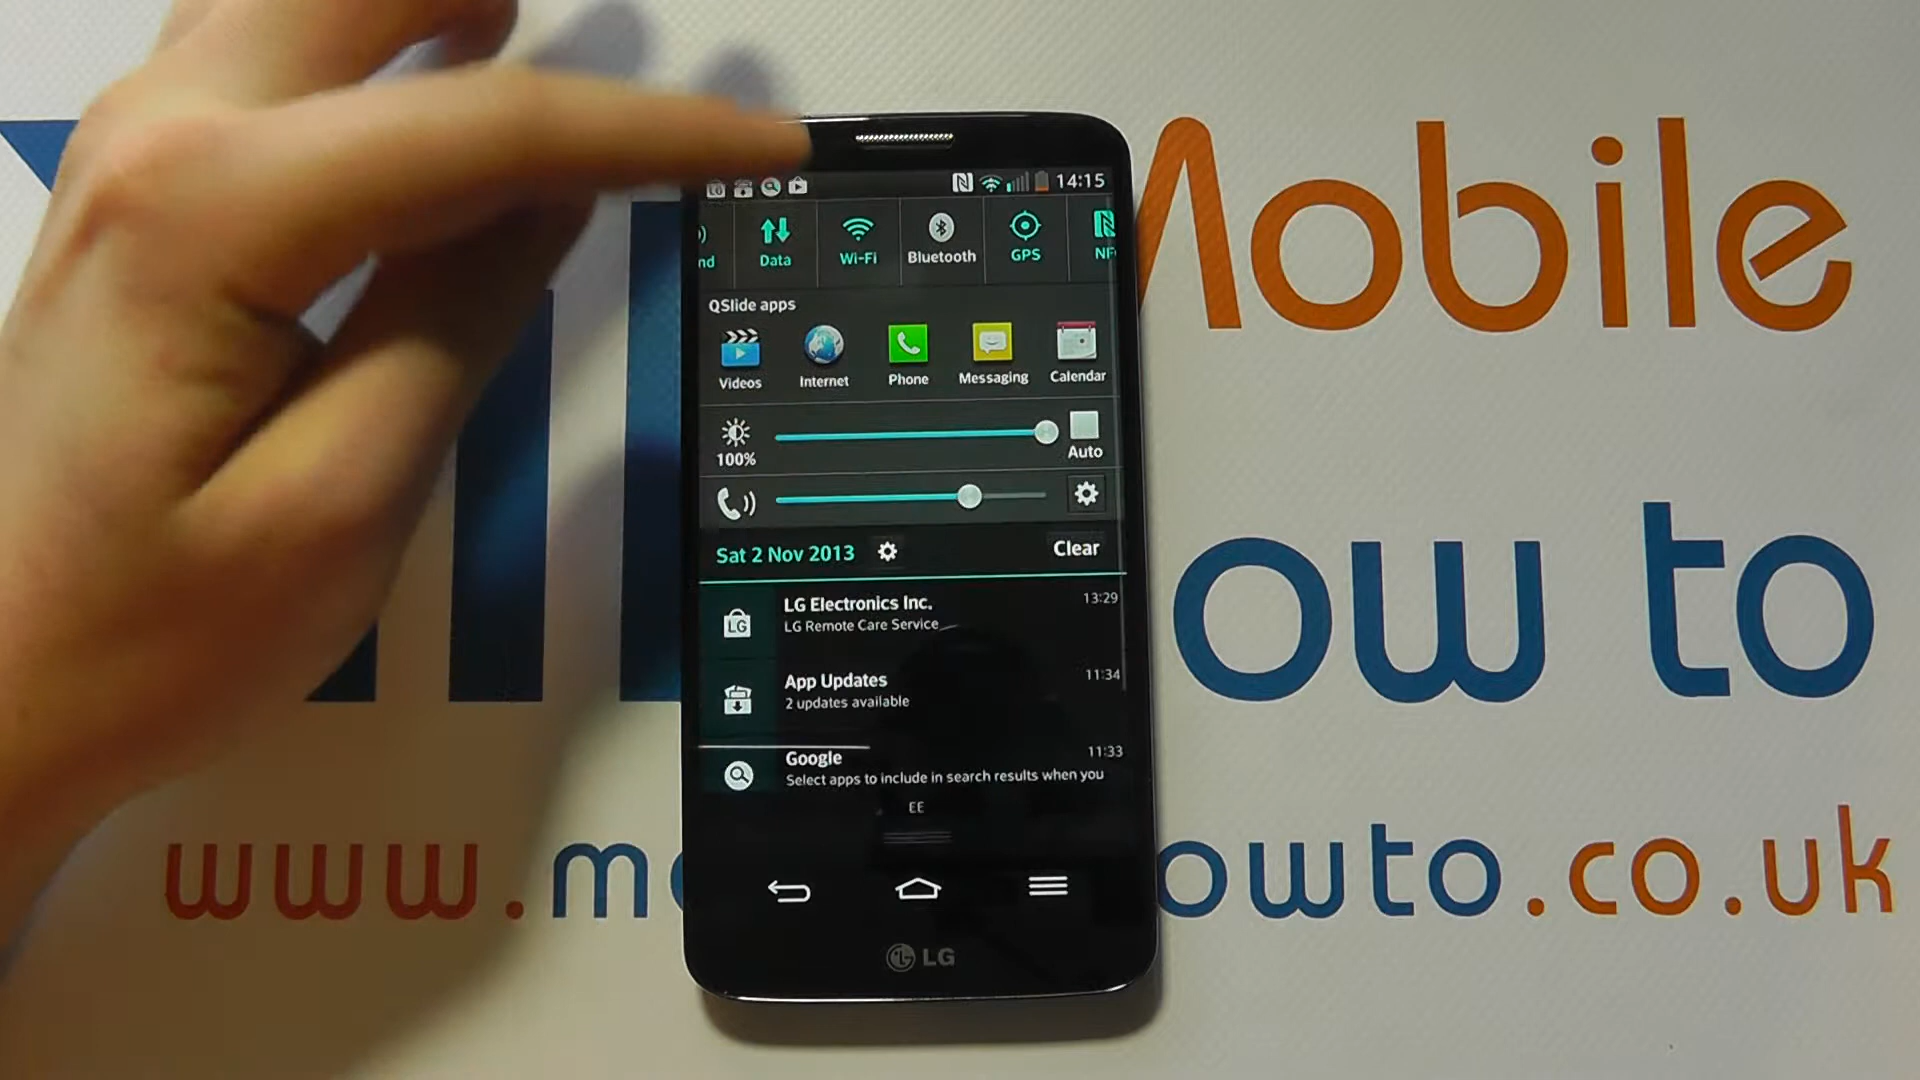 Mobile
ow to
www.m
owto.co.uk
LG
14:15
nd
Data
Wi-Fi
Bluetooth
GPS
NF
QSlide apps
Videos
Internet
Phone
Messaging
Calendar
100%
Auto
Sat 2 Nov 2013
Clear
LG
LG Electronics Inc.
13:29
LG Remote Care Service
App Updates
11:34
2 updates available
Google
11:33
Select apps to include in search results when you
EE
LG